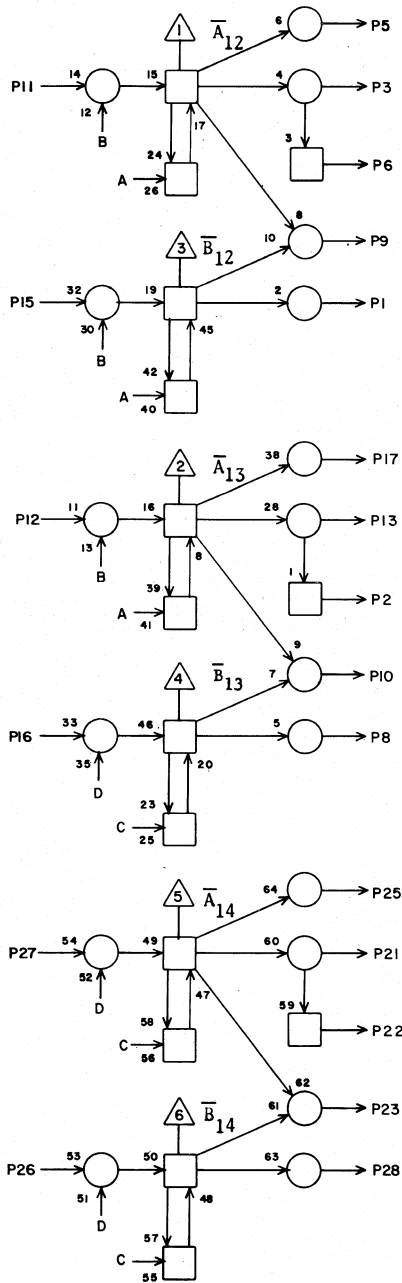 1 A̅12 6 P5
P11 14 15 4 P3
12 17
B 24 3
A 26 P6
8
3 B̅12 10 P9
P15 32 19 2 P1
30 45
B 42
A 40
2 A̅13 38 P17
P12 11 16 28 P13
13 8
B 39 1
A 41 P2
9
4 B̅13 7 P10
P16 33 46 5 P8
35 20
D 23
C 25
5 A̅14 64 P25
P27 54 49 60 P21
52 47
D 58 59
C 56 P22
62
6 B̅14 61 P23
P26 53 50 63 P28
51 48
D 57
C 55